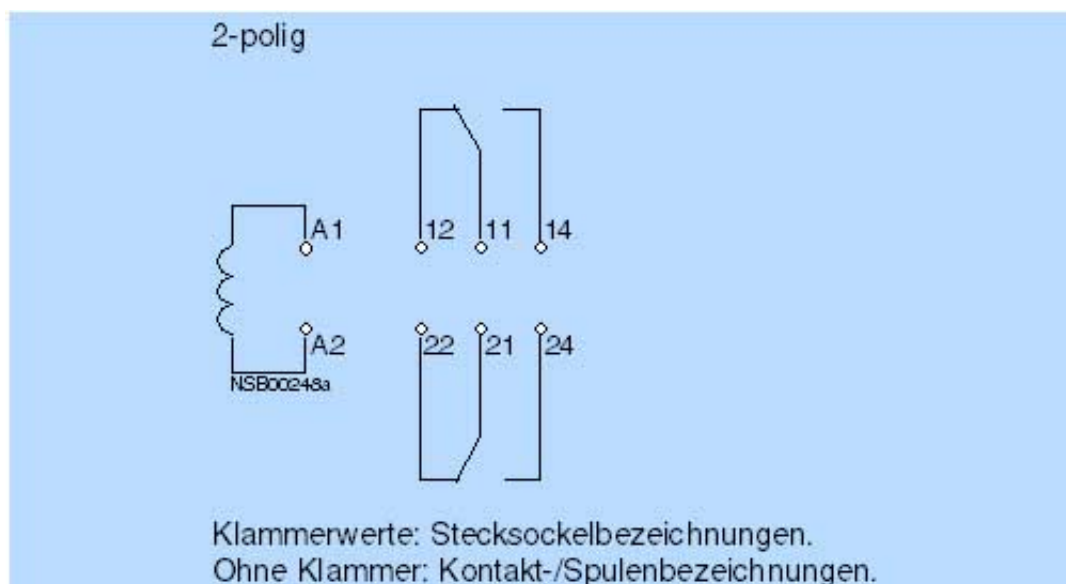 2-polig
A1 12 11 14
A2 22 21 24
NSB00248a
Klammerwerte: Stecksockelbezeichnungen.
Ohne Klammer: Kontakt-/Spulenbezeichnungen.